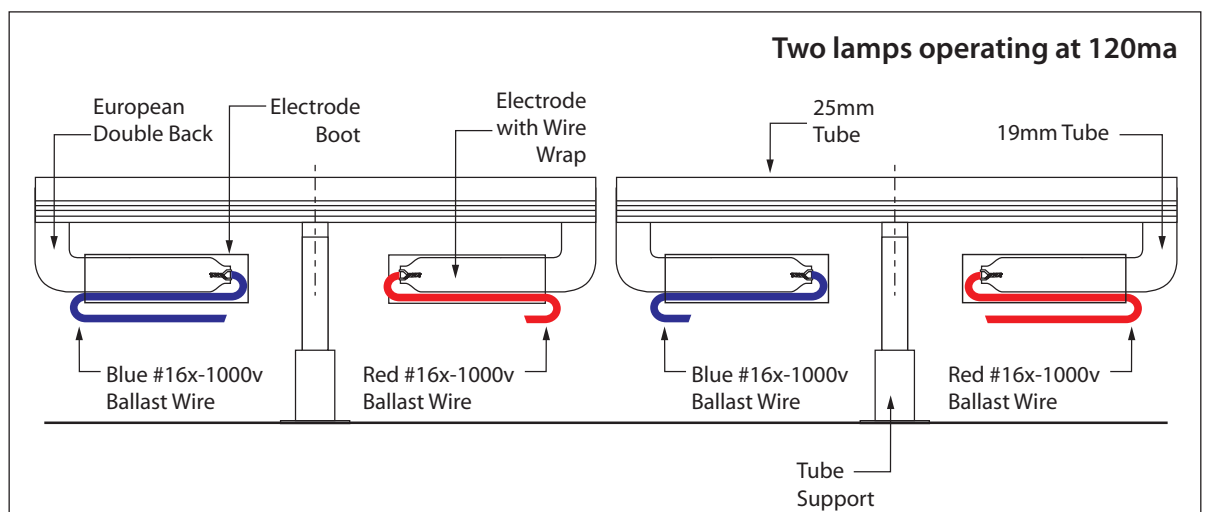 Two lamps operating at 120ma
European
Double Back
Electrode
Boot
Electrode
with Wire
Wrap
25mm
Tube
19mm Tube
Blue #16x-1000v
Ballast Wire
Red #16x-1000v
Ballast Wire
Blue #16x-1000v
Ballast Wire
Red #16x-1000v
Ballast Wire
Tube
Support